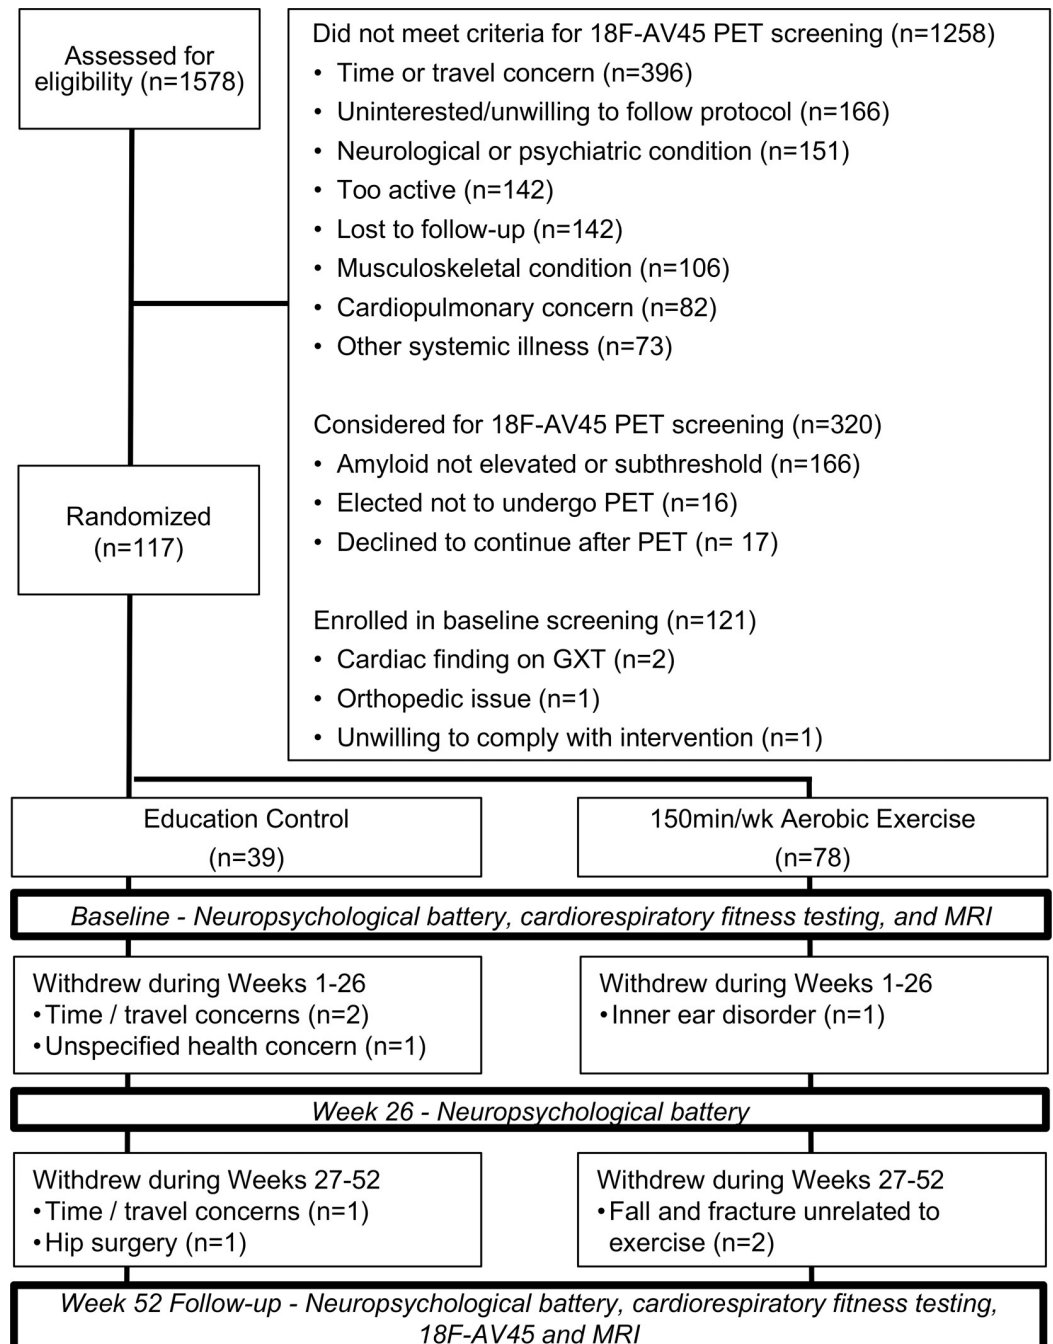 Assessed for
eligibility (n=1578)
Did not meet criteria for 18F-AV45 PET screening (n=1258)
• Time or travel concern (n=396)
• Uninterested/unwilling to follow protocol (n=166)
• Neurological or psychiatric condition (n=151)
• Too active (n=142)
• Lost to follow-up (n=142)
• Musculoskeletal condition (n=106)
• Cardiopulmonary concern (n=82)
• Other systemic illness (n=73)
Considered for 18F-AV45 PET screening (n=320)
• Amyloid not elevated or subthreshold (n=166)
• Elected not to undergo PET (n=16)
• Declined to continue after PET (n= 17)
Enrolled in baseline screening (n=121)
• Cardiac finding on GXT (n=2)
• Orthopedic issue (n=1)
• Unwilling to comply with intervention (n=1)
Randomized
(n=117)
Education Control
(n=39)
150min/wk Aerobic Exercise
(n=78)
Baseline - Neuropsychological battery, cardiorespiratory fitness testing, and MRI
Withdrew during Weeks 1-26
• Time / travel concerns (n=2)
• Unspecified health concern (n=1)
Withdrew during Weeks 1-26
• Inner ear disorder (n=1)
Week 26 - Neuropsychological battery
Withdrew during Weeks 27-52
• Time / travel concerns (n=1)
• Hip surgery (n=1)
Withdrew during Weeks 27-52
• Fall and fracture unrelated to
exercise (n=2)
Week 52 Follow-up - Neuropsychological battery, cardiorespiratory fitness testing,
18F-AV45 and MRI